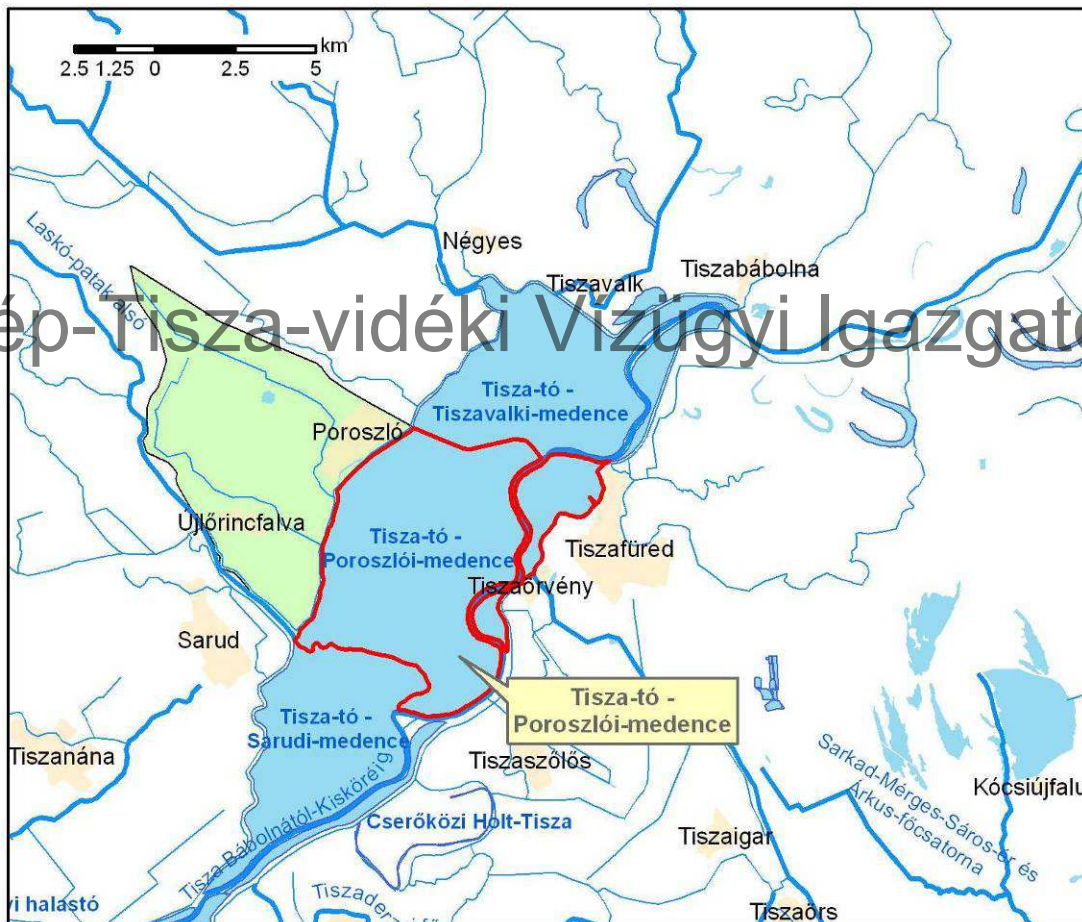 km
2.5 1.25 0 2.5 5
Laskó-patak alsó
Négyes
Tiszavalk
Tiszabábolna
ép-Tisza-vidéki Vízügyi Igazgató
Tisza-tó -
Tiszavalki-medence
Poroszló
Újlőrincfalva
Tisza-tó -
Poroszlói-medence
Tiszafüred
Tiszaörvény
Sarud
Tisza-tó -
Poroszlói-medence
Tisza-tó -
Sarudi-medence
Tiszanána
Tiszaszőlős
Kócsiújfalu
Sarkad-Mérges-Sáros-ér és
Árkus-főcsatorna
Tisza Bábolnától-Kisköréig
Cserőközi Holt-Tisza
Tiszaigar
vi halastó
Tiszaörs